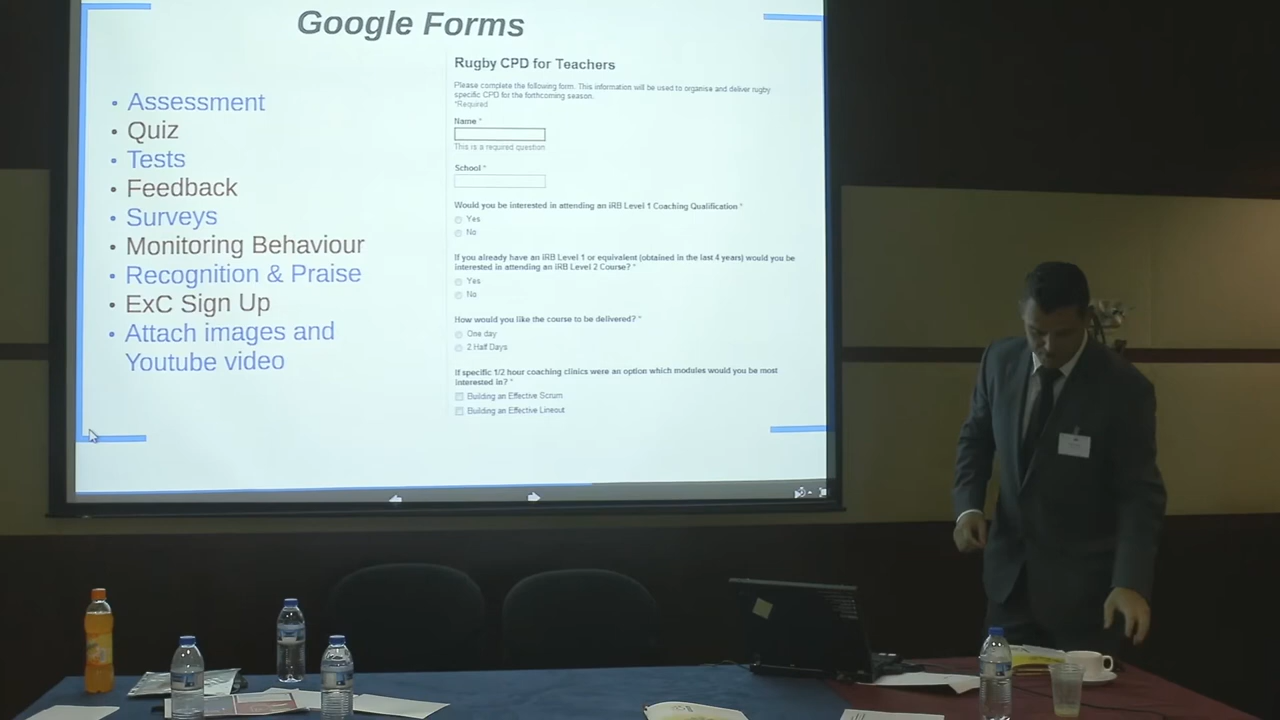 Google Forms
• Assessment
• Quiz
• Tests
• Feedback
• Surveys
• Monitoring Behaviour
• Recognition & Praise
• ExC Sign Up
• Attach images and
Youtube video
Rugby CPD for Teachers
Please complete the following form. This information will be used to organise and deliver rugby
specific CPD for the forthcoming season.
*Required
Name *
This is a required question
School *
Would you be interested in attending an iRB Level 1 Coaching Qualification *
Yes
No
If you already have an iRB Level 1 or equivalent (obtained in the last 4 years) would you be
interested in attending an iRB Level 2 Course? *
Yes
No
How would you like the course to be delivered? *
One day
2 Half Days
If specific 1/2 hour coaching clinics were an option which modules would you be most
interested in? *
Building an Effective Scrum
Building an Effective Lineout